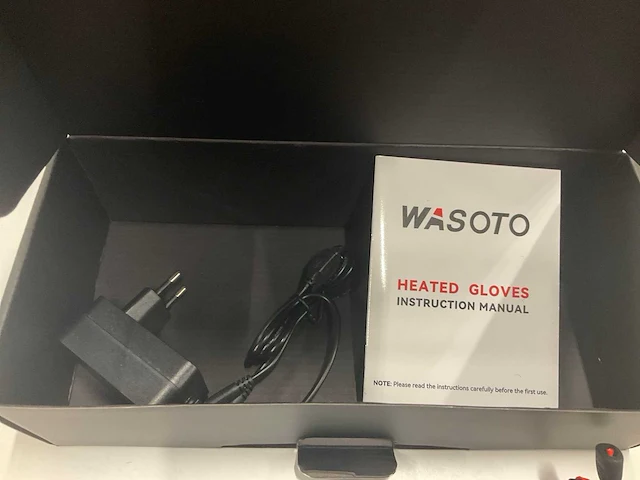 WASOTO
HEATED GLOVES
INSTRUCTION MANUAL
NOTE: Please read the instructions carefully before the first use.